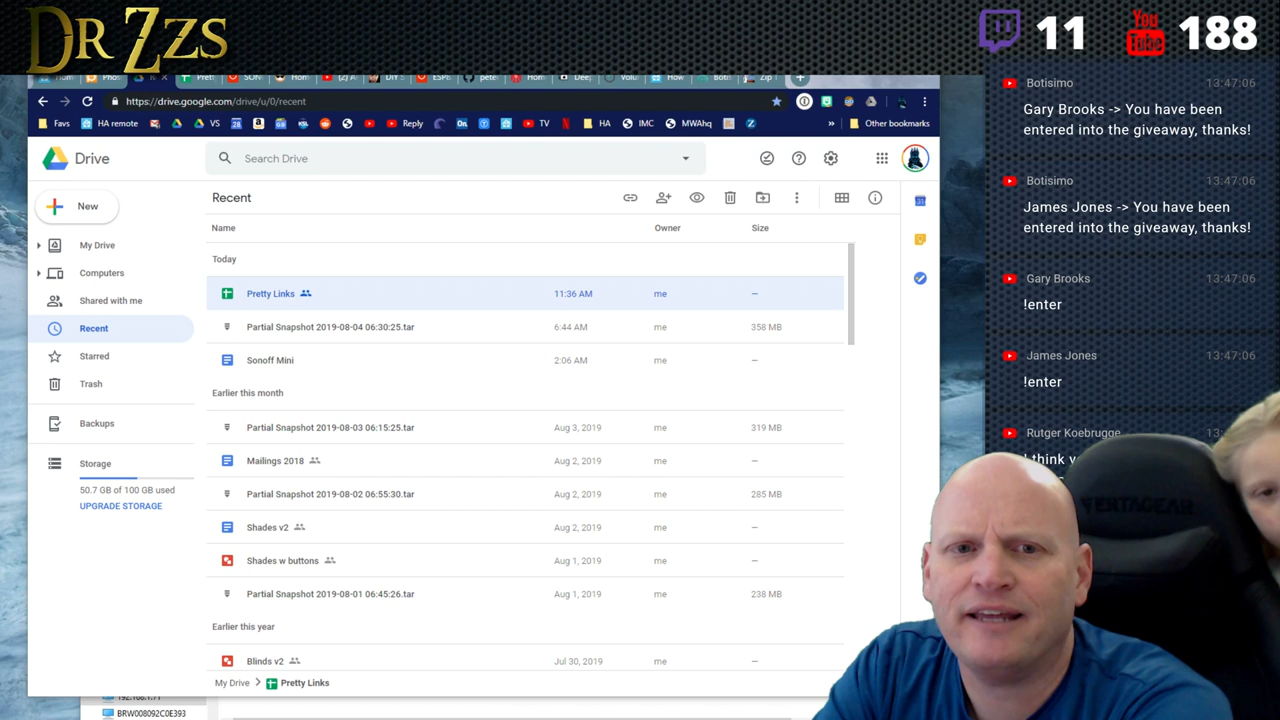 DR ZZS
11
You Tube
188
https://drive.google.com/drive/u/0/recent
Favs
HA remote
VS
Reply
TV
HA
IMC
MWAhq
»
Other bookmarks
Drive
Search Drive
New
My Drive
Computers
Shared with me
Recent
Starred
Trash
Backups
Storage
50.7 GB of 100 GB used
UPGRADE STORAGE
Recent
Name Owner Size
Today
Pretty Links 11:36 AM me –
Partial Snapshot 2019-08-04 06:30:25.tar 6:44 AM me 358 MB
Sonoff Mini 2:06 AM me –
Earlier this month
Partial Snapshot 2019-08-03 06:15:25.tar Aug 3, 2019 me 319 MB
Mailings 2018 Aug 2, 2019 me –
Partial Snapshot 2019-08-02 06:55:30.tar Aug 2, 2019 me 285 MB
Shades v2 Aug 2, 2019 me –
Shades w buttons Aug 1, 2019 me –
Partial Snapshot 2019-08-01 06:45:26.tar Aug 1, 2019 me 238 MB
Earlier this year
Blinds v2 Jul 30, 2019 me –
My Drive > Pretty Links
BRW008092C0E393
Botisimo 13:47:06
Gary Brooks -> You have been
entered into the giveaway, thanks!
Botisimo 13:47:06
James Jones -> You have been
entered into the giveaway, thanks!
Gary Brooks 13:47:06
!enter
James Jones 13:47:06
!enter
Rutger Koebrugge
think
VERTAGEAR